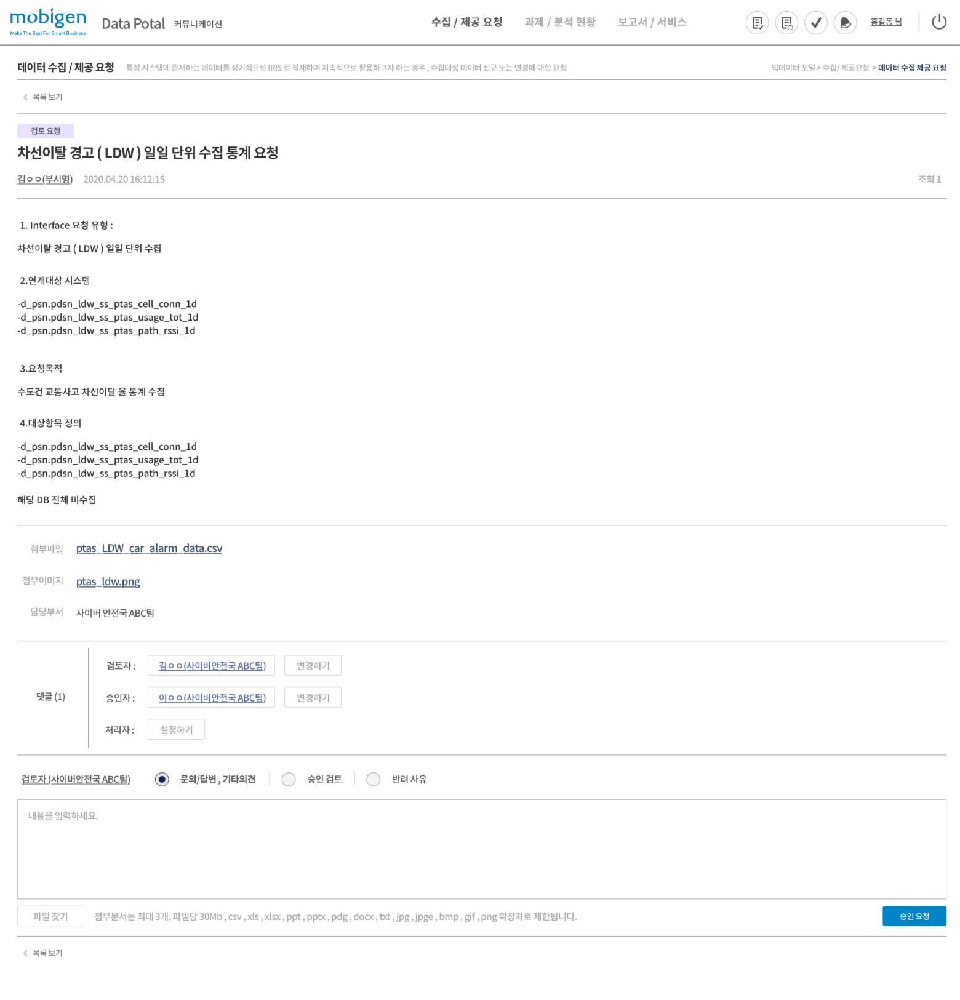 mobigen
Make The Best For Smart Business
Data Potal 커뮤니케이션
수집 / 제공 요청 과제 / 분석 현황 보고서 / 서비스
홍길동 님
데이터 수집 / 제공 요청 특정 시스템에 존재하는 데이터를 정기적으로 IRIS 로 적재하여 지속적으로 활용하고자 하는 경우 , 수집대상 데이터 신규 또는 변경에 대한 요청
빅데이터 포털 > 수집/ 제공요청 > 데이터 수집 제공 요청
목록 보기
검토 요청
차선이탈 경고 ( LDW ) 일일 단위 수집 통계 요청
김ㅇㅇ(부서명) 2020.04.20 16:12:15
조회 1
1. Interface 요청 유형 :
차선이탈 경고 ( LDW ) 일일 단위 수집
2.연계대상 시스템
-d_psn.pdsn_ldw_ss_ptas_cell_conn_1d
-d_psn.pdsn_ldw_ss_ptas_usage_tot_1d
-d_psn.pdsn_ldw_ss_ptas_path_rssi_1d
3.요청목적
수도건 교통사고 차선이탈 율 통계 수집
4.대상항목 정의
-d_psn.pdsn_ldw_ss_ptas_cell_conn_1d
-d_psn.pdsn_ldw_ss_ptas_usage_tot_1d
-d_psn.pdsn_ldw_ss_ptas_path_rssi_1d
해당 DB 전체 미수집
첨부파일 ptas_LDW_car_alarm_data.csv
첨부이미지 ptas_ldw.png
담당부서 사이버 안전국 ABC팀
댓글 (1)
검토자 : 김ㅇㅇ(사이버안전국 ABC팀) 변경하기
승인자 : 이ㅇㅇ(사이버안전국 ABC팀) 변경하기
처리자 : 설정하기
검토자 (사이버안전국 ABC팀) 문의/답변 , 기타의견 승인 검토 반려 사유
내용을 입력하세요.
파일 찾기 첨부문서는 최대 3개, 파일당 30Mb , csv , xls , xlsx , ppt , pptx , pdg , docx , txt , jpg , jpge , bmp , gif , png 확장자로 제한됩니다.
승인 요청
목록 보기